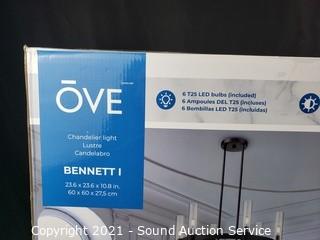 ŌVE
Chandelier light
Lustre
Candelabro
BENNETT I
23.6 x 23.6 x 10.8 in.
60 x 60 x 27,5 cm
6 T25 LED bulbs (included)
6 Ampoules DEL T25 (incluses)
6 Bombillas LED T25 (incluidas)
Copyright 2021 - Sound Auction Service